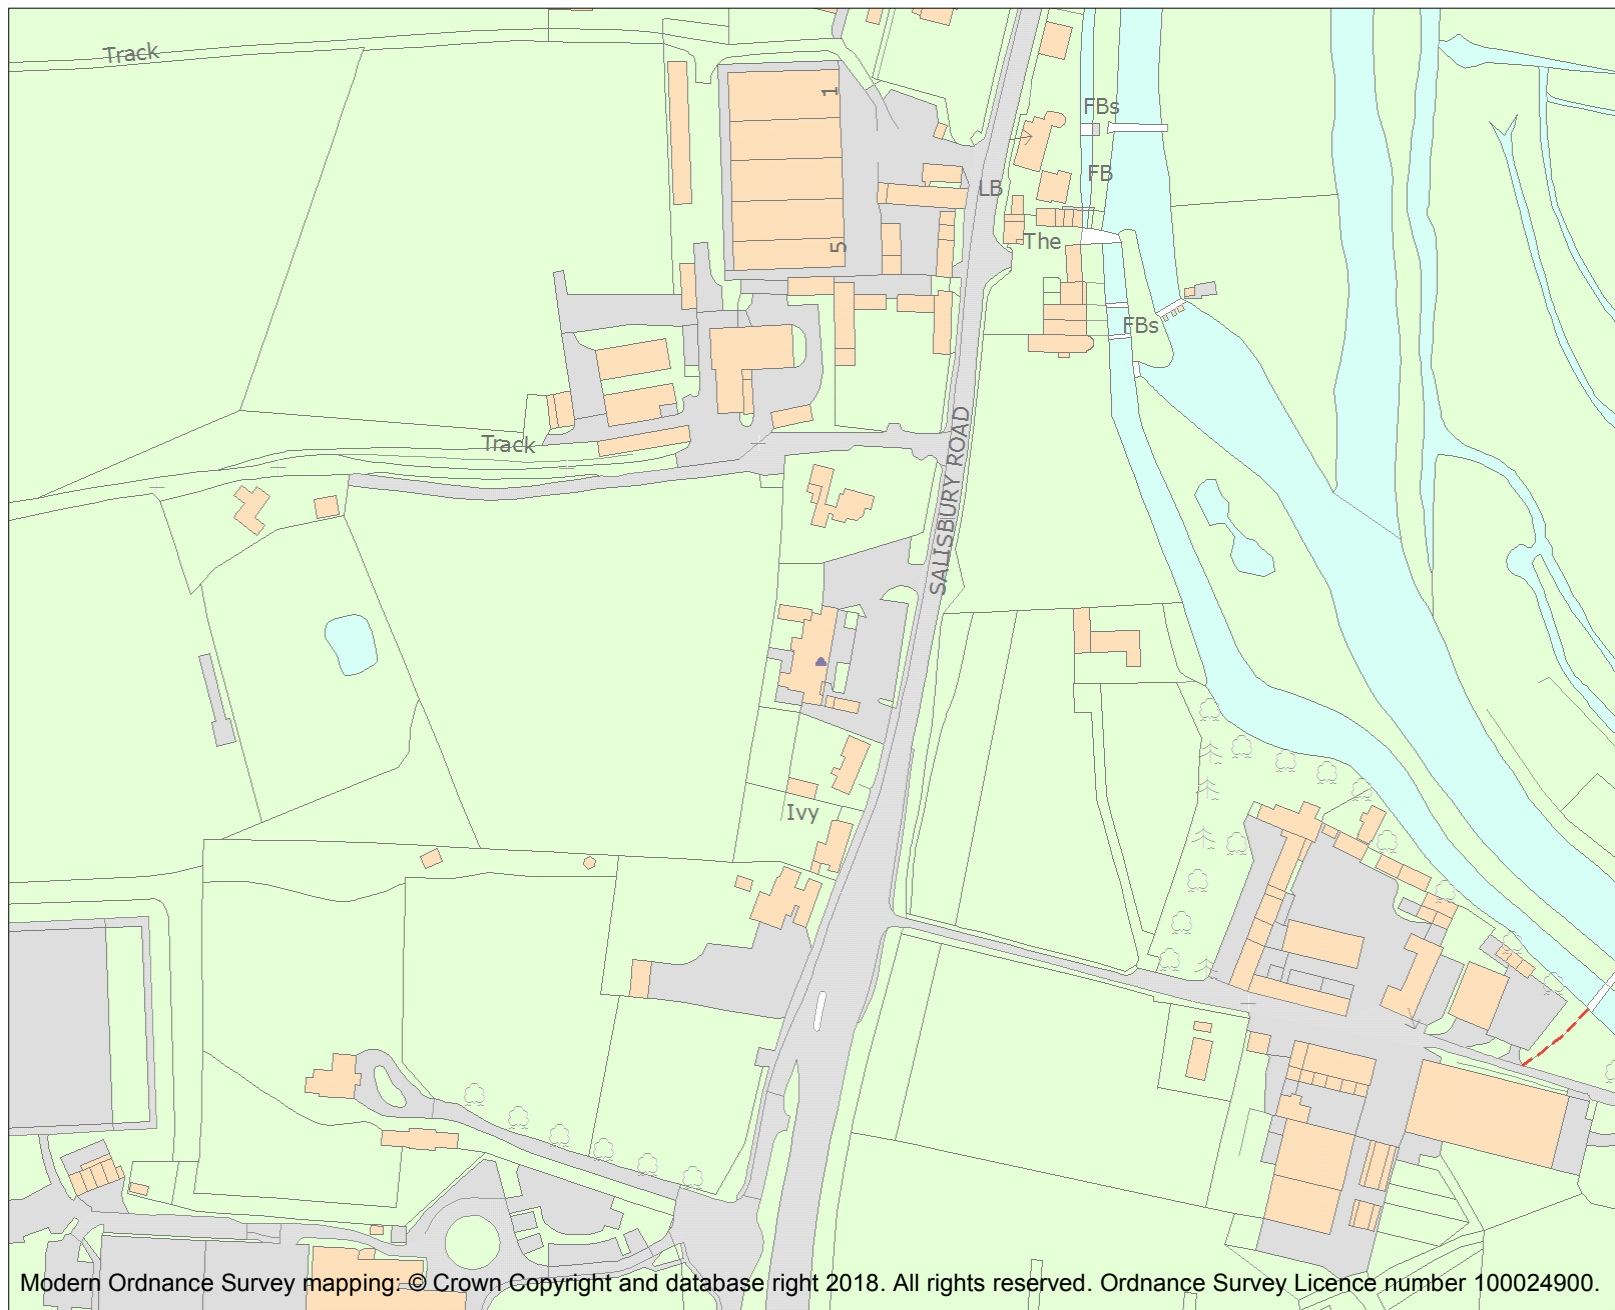 Track
1
FBs
FB
LB
The
5
FBs
SALISBURY ROAD
Track
Ivy
Modern Ordnance Survey mapping: © Crown Copyright and database right 2018. All rights reserved. Ordnance Survey Licence number 100024900.